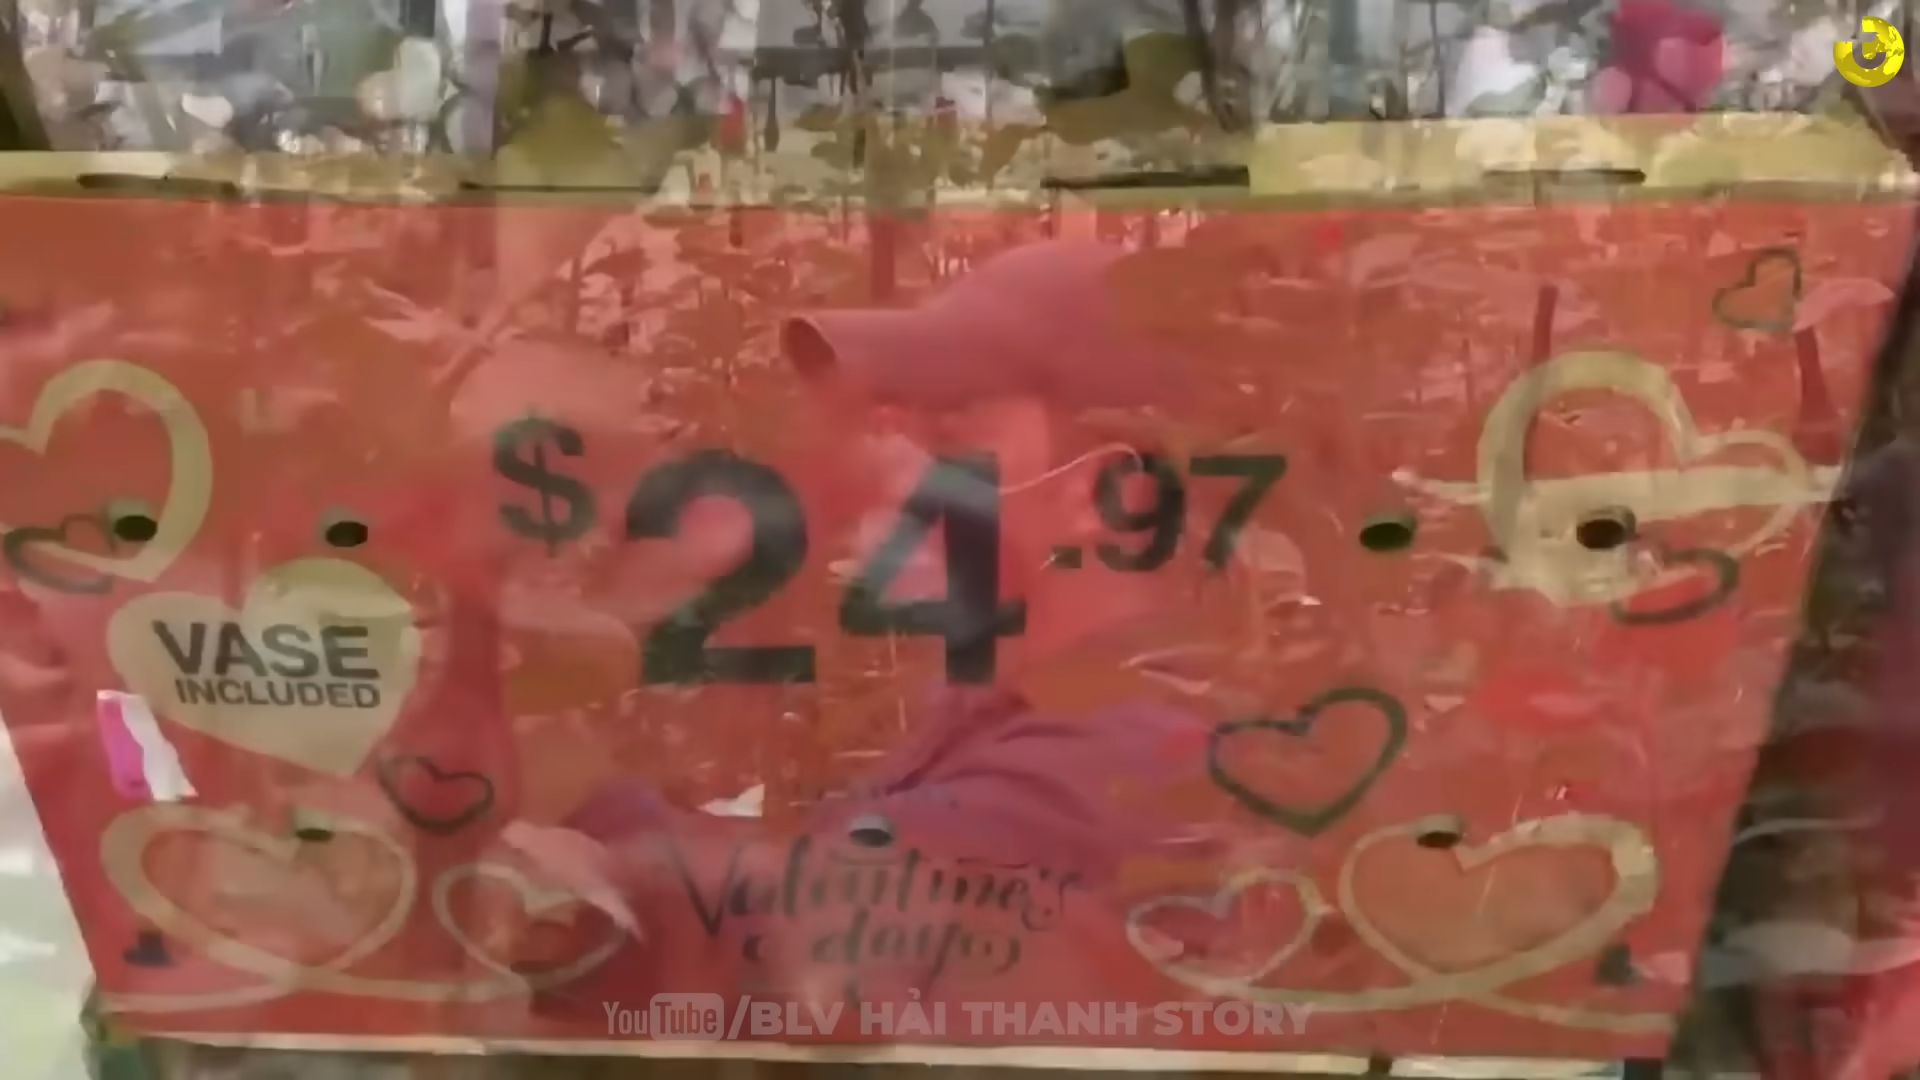 $24.97
VASE
INCLUDED
Valentine's
day
YouTube/BLV HẢI THANH STORY